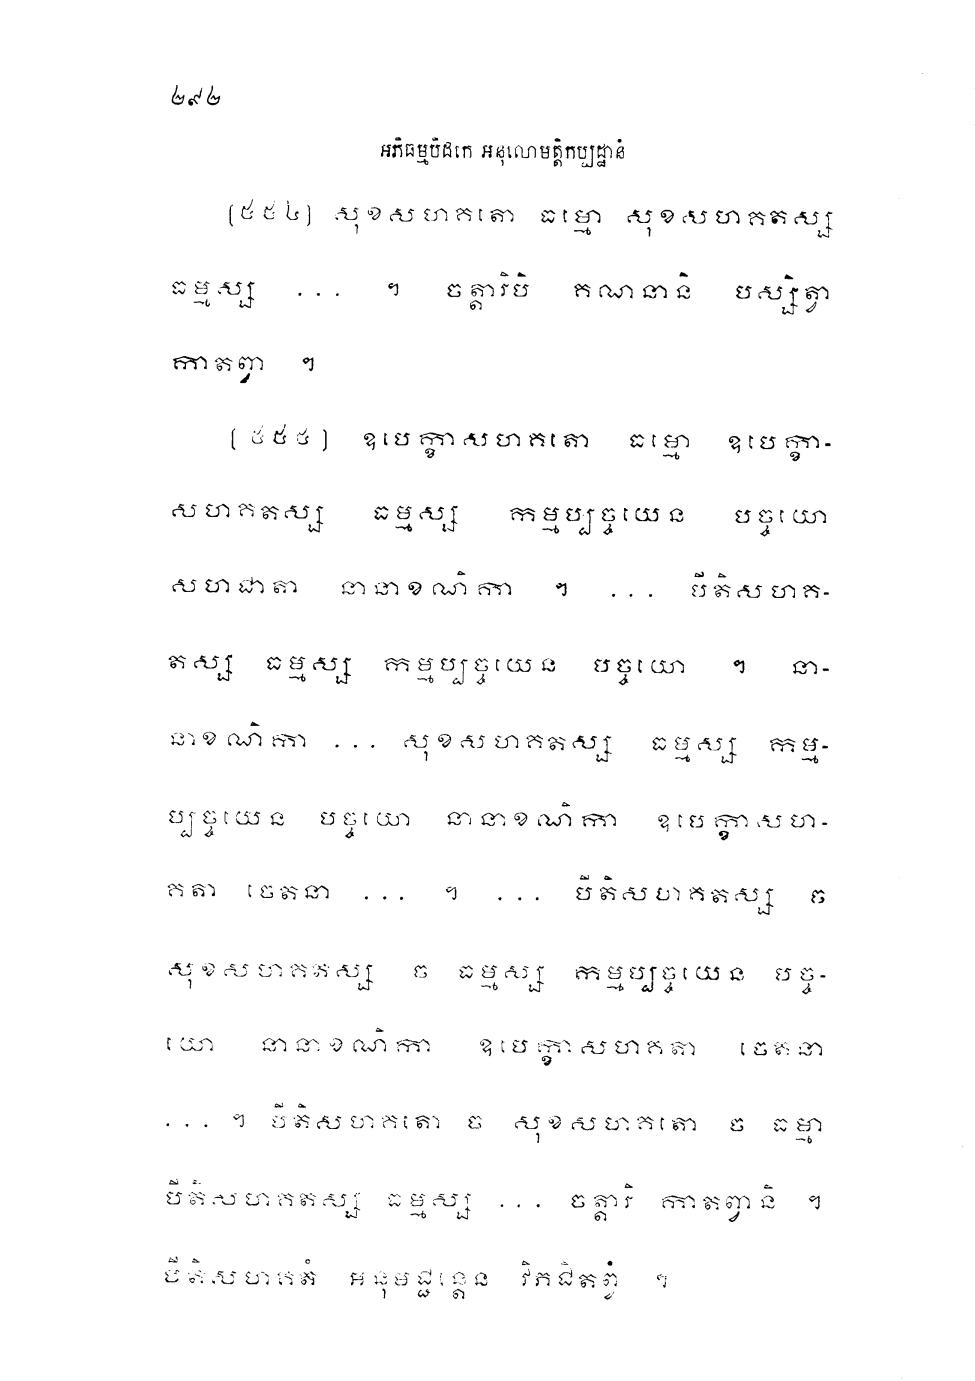 ២៩២
អភិធម្មបិដកេ អនុលោមត្តិកប្បដ្ឋានំ
(៥៥៤) សុខសហគតោ ធម្មោ សុខសហគតស្ស
ធម្មស្ស ... ។ ចត្តារិបិ គណនានិ បស្សិត្វា
កាតព្វា ។
(៥៥៥) ឧបេក្ខាសហគតោ ធម្មោ ឧបេក្ខា-
សហគតស្ស ធម្មស្ស កម្មប្បច្ចយេន បច្ចយោ
សហជាតា នានាខណិកា ។ ... បីតិសហគ-
តស្ស ធម្មស្ស កម្មប្បច្ចយេន បច្ចយោ ។ នា-
នាខណិកា ... សុខសហគតស្ស ធម្មស្ស កម្ម-
ប្បច្ចយេន បច្ចយោ នានាខណិកា ឧបេក្ខាសហ-
គតា ចេតនា ... ។ ... បីតិសហគតស្ស ច
សុខសហគតស្ស ច ធម្មស្ស កម្មប្បច្ចយេន បច្ច-
យោ នានាខណិកា ឧបេក្ខាសហគតា ចេតនា
... ។ បីតិសហគតោ ច សុខសហគតោ ច ធម្មា
បីតិសហគតស្ស ធម្មស្ស ... ចត្តារិ កាតព្វានិ ។
បីតិសហគតំ អនុមជ្ជន្តេន វិភជិតព្វំ ។